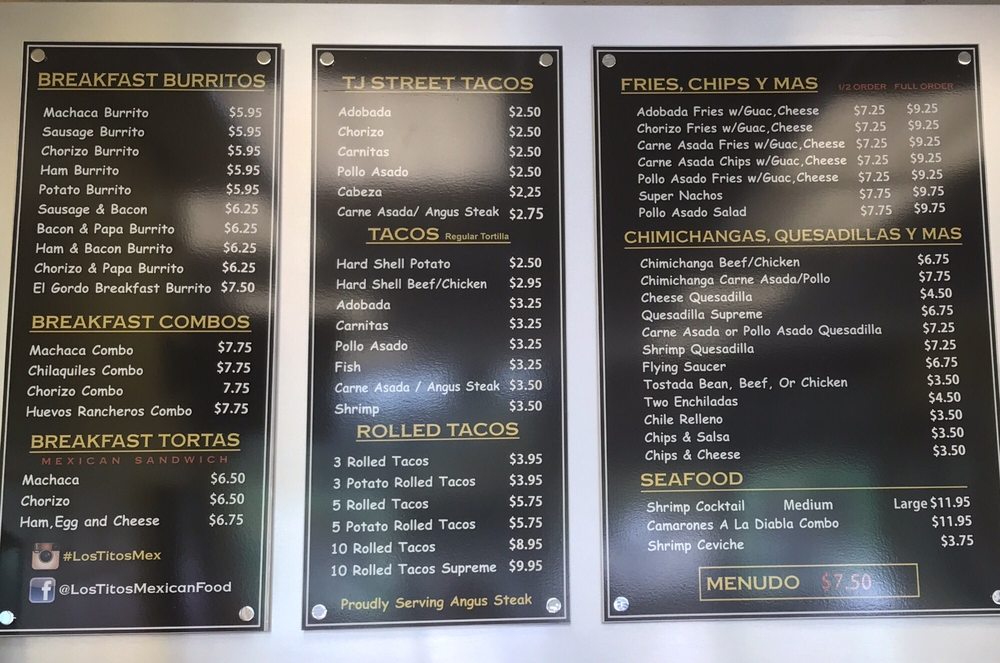 BREAKFAST BURRITOS
Machaca Burrito $5.95
Sausage Burrito $5.95
Chorizo Burrito $5.95
Ham Burrito $5.95
Potato Burrito $5.95
Sausage & Bacon $6.25
Bacon & Papa Burrito $6.25
Ham & Bacon Burrito $6.25
Chorizo & Papa Burrito $6.25
El Gordo Breakfast Burrito $7.50
BREAKFAST COMBOS
Machaca Combo $7.75
Chilaquiles Combo $7.75
Chorizo Combo 7.75
Huevos Rancheros Combo $7.75
BREAKFAST TORTAS
MEXICAN SANDWICH
Machaca $6.50
Chorizo $6.50
Ham,Egg and Cheese $6.75
#LosTitosMex
@LosTitosMexicanFood
TJ STREET TACOS
Adobada $2.50
Chorizo $2.50
Carnitas $2.50
Pollo Asado $2.50
Cabeza $2,25
Carne Asada/ Angus Steak $2.75
TACOS Regular Tortilla
Hard Shell Potato $2.50
Hard Shell Beef/Chicken $2.95
Adobada $3.25
Carnitas $3.25
Pollo Asado $3.25
Fish $3.25
Carne Asada / Angus Steak $3.50
Shrimp $3.50
ROLLED TACOS
3 Rolled Tacos $3.95
3 Potato Rolled Tacos $3.95
5 Rolled Tacos $5.75
5 Potato Rolled Tacos $5.75
10 Rolled Tacos $8.95
10 Rolled Tacos Supreme $9.95
Proudly Serving Angus Steak
FRIES, CHIPS Y MAS 1/2 ORDER FULL ORDER
Adobada Fries w/Guac,Cheese $7.25 $9.25
Chorizo Fries w/Guac,Cheese $7.25 $9.25
Carne Asada Fries w/Guac,Cheese $7.25 $9.25
Carne Asada Chips w/Guac,Cheese $7.25 $9.25
Pollo Asado Fries w/Guac,Cheese $7.25 $9.25
Super Nachos $7.75 $9.75
Pollo Asado Salad $7.75 $9.75
CHIMICHANGAS, QUESADILLAS Y MAS
Chimichanga Beef/Chicken $6.75
Chimichanga Carne Asada/Pollo $7.75
Cheese Quesadilla $4.50
Quesadilla Supreme $6.75
Carne Asada or Pollo Asado Quesadilla $7.25
Shrimp Quesadilla $7.25
Flying Saucer $6.75
Tostada Bean, Beef, Or Chicken $3.50
Two Enchiladas $4.50
Chile Relleno $3.50
Chips & Salsa $3.50
Chips & Cheese $3.50
SEAFOOD
Shrimp Cocktail Medium Large $11.95
Camarones A La Diabla Combo $11.95
Shrimp Ceviche $3.75
MENUDO $7.50